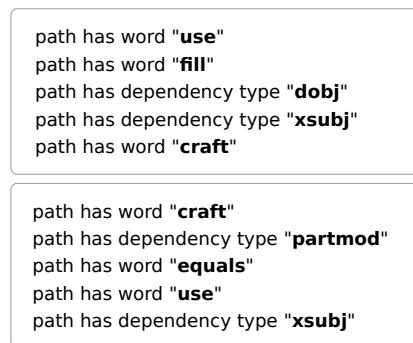 path has word "use"
path has word "fill"
path has dependency type "dobj"
path has dependency type "xsubj"
path has word "craft"
path has word "craft"
path has dependency type "partmod"
path has word "equals"
path has word "use"
path has dependency type "xsubj"